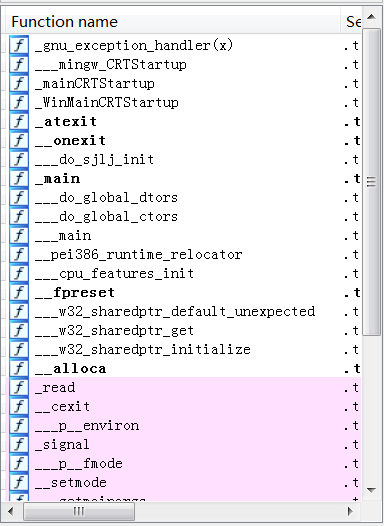 Function name Se
_gnu_exception_handler(x) .t
___mingw_CRTStartup .t
_mainCRTStartup .t
_WinMainCRTStartup .t
_atexit .t
__onexit .t
___do_sjlj_init .t
_main .t
___do_global_dtors .t
___do_global_ctors .t
___main .t
__pei386_runtime_relocator .t
___cpu_features_init .t
__fpreset .t
___w32_sharedptr_default_unexpected .t
___w32_sharedptr_get .t
___w32_sharedptr_initialize .t
__alloca .t
_read .t
__cexit .t
___p__environ .t
_signal .t
___p__fmode .t
__setmode .t